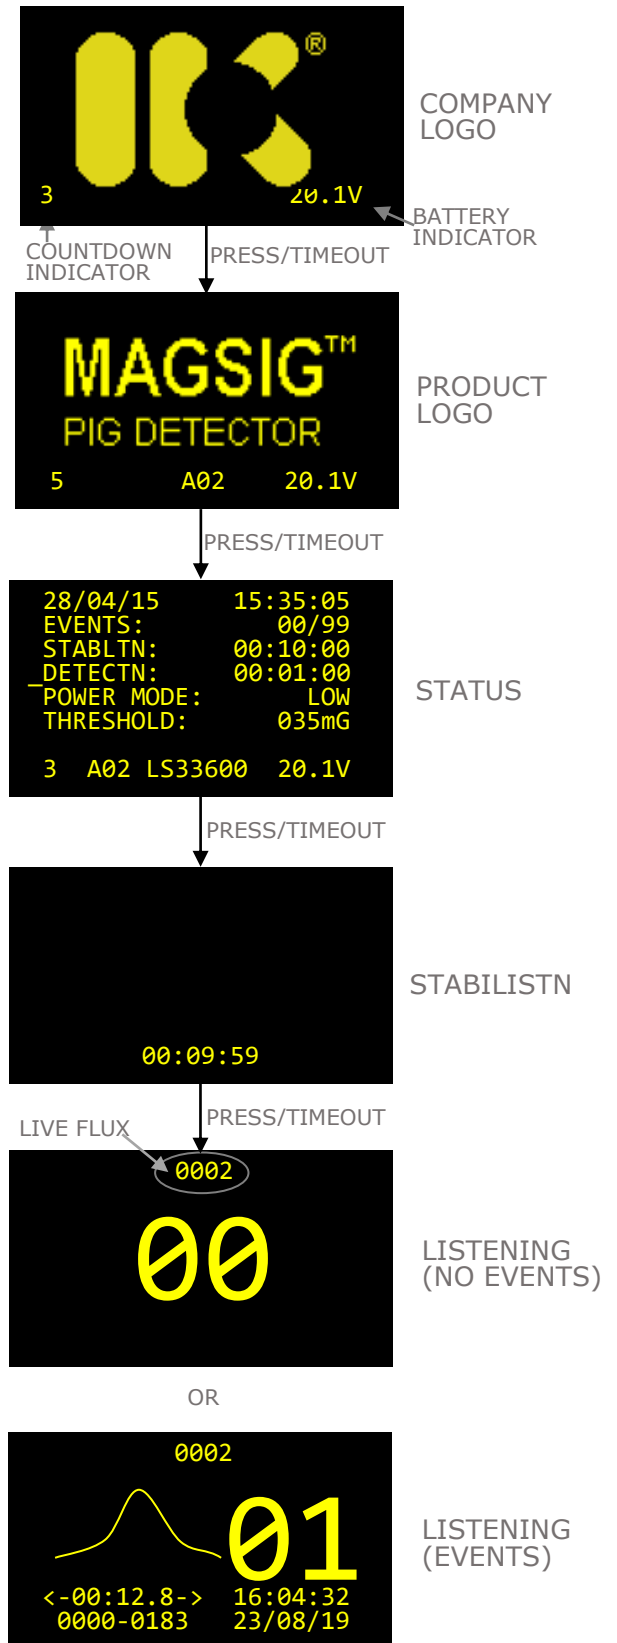 ®
3 20.1V
COMPANY
LOGO
BATTERY
INDICATOR
COUNTDOWN
INDICATOR
PRESS/TIMEOUT
MAGSIG™
PIG DETECTOR
5 A02 20.1V
PRODUCT
LOGO
PRESS/TIMEOUT
28/04/15 15:35:05
EVENTS: 00/99
STABLTN: 00:10:00
_DETECTN: 00:01:00
POWER MODE: LOW
THRESHOLD: 035mG
3 A02 LS33600 20.1V
STATUS
PRESS/TIMEOUT
00:09:59
STABILISTN
PRESS/TIMEOUT
LIVE FLUX
0002
00
LISTENING
(NO EVENTS)
OR
0002
01
<-00:12.8-> 16:04:32
0000-0183 23/08/19
LISTENING
(EVENTS)